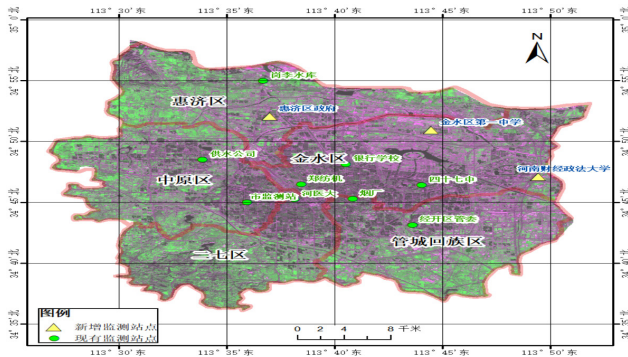 113°30′东 113°35′东 113°40′东 113°45′东 113°50′东
N
岗李水库
惠济区
惠济区政府
金水区第一中学
供水公司
金水区
银行学校
河南财经政法大学
中原区
郑纺机
四十七中
市监测站
河医大
烟厂
经开区管委
管城回族区
二七区
图例
新增监测站点
现有监测站点
0 2 4 8 千米
113°30′东 113°35′东 113°40′东 113°45′东 113°50′东